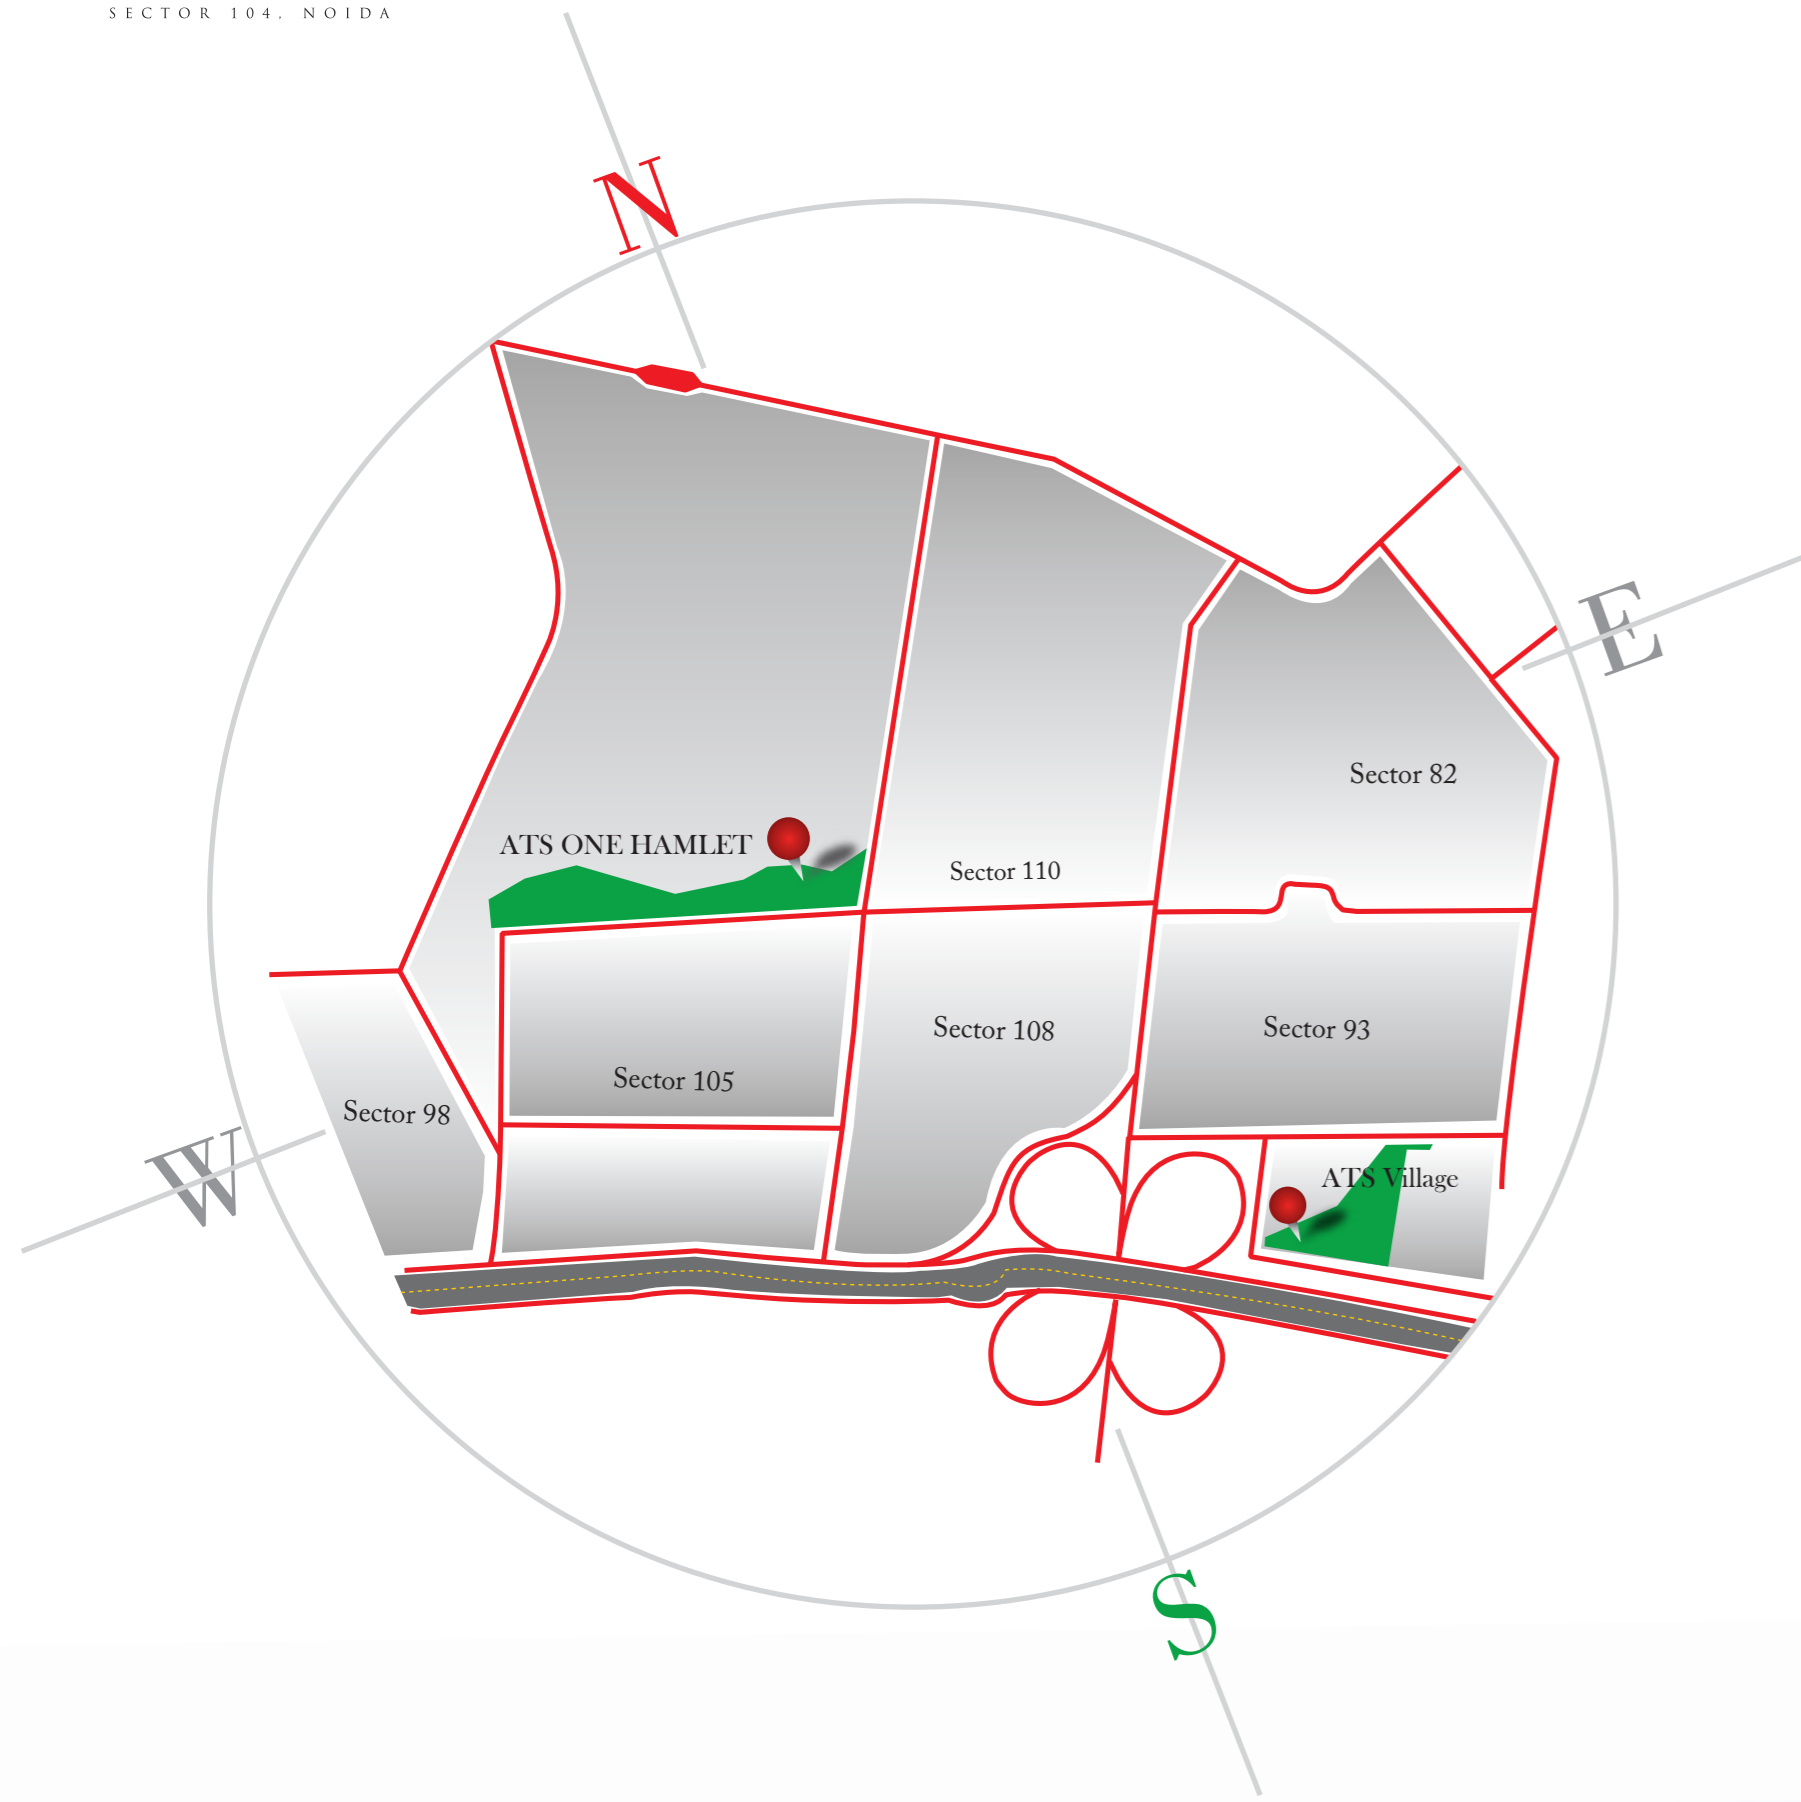 SECTOR 104, NOIDA
N
E
Sector 82
ATS ONE HAMLET
Sector 110
Sector 108
Sector 93
Sector 105
Sector 98
W
ATS Village
S